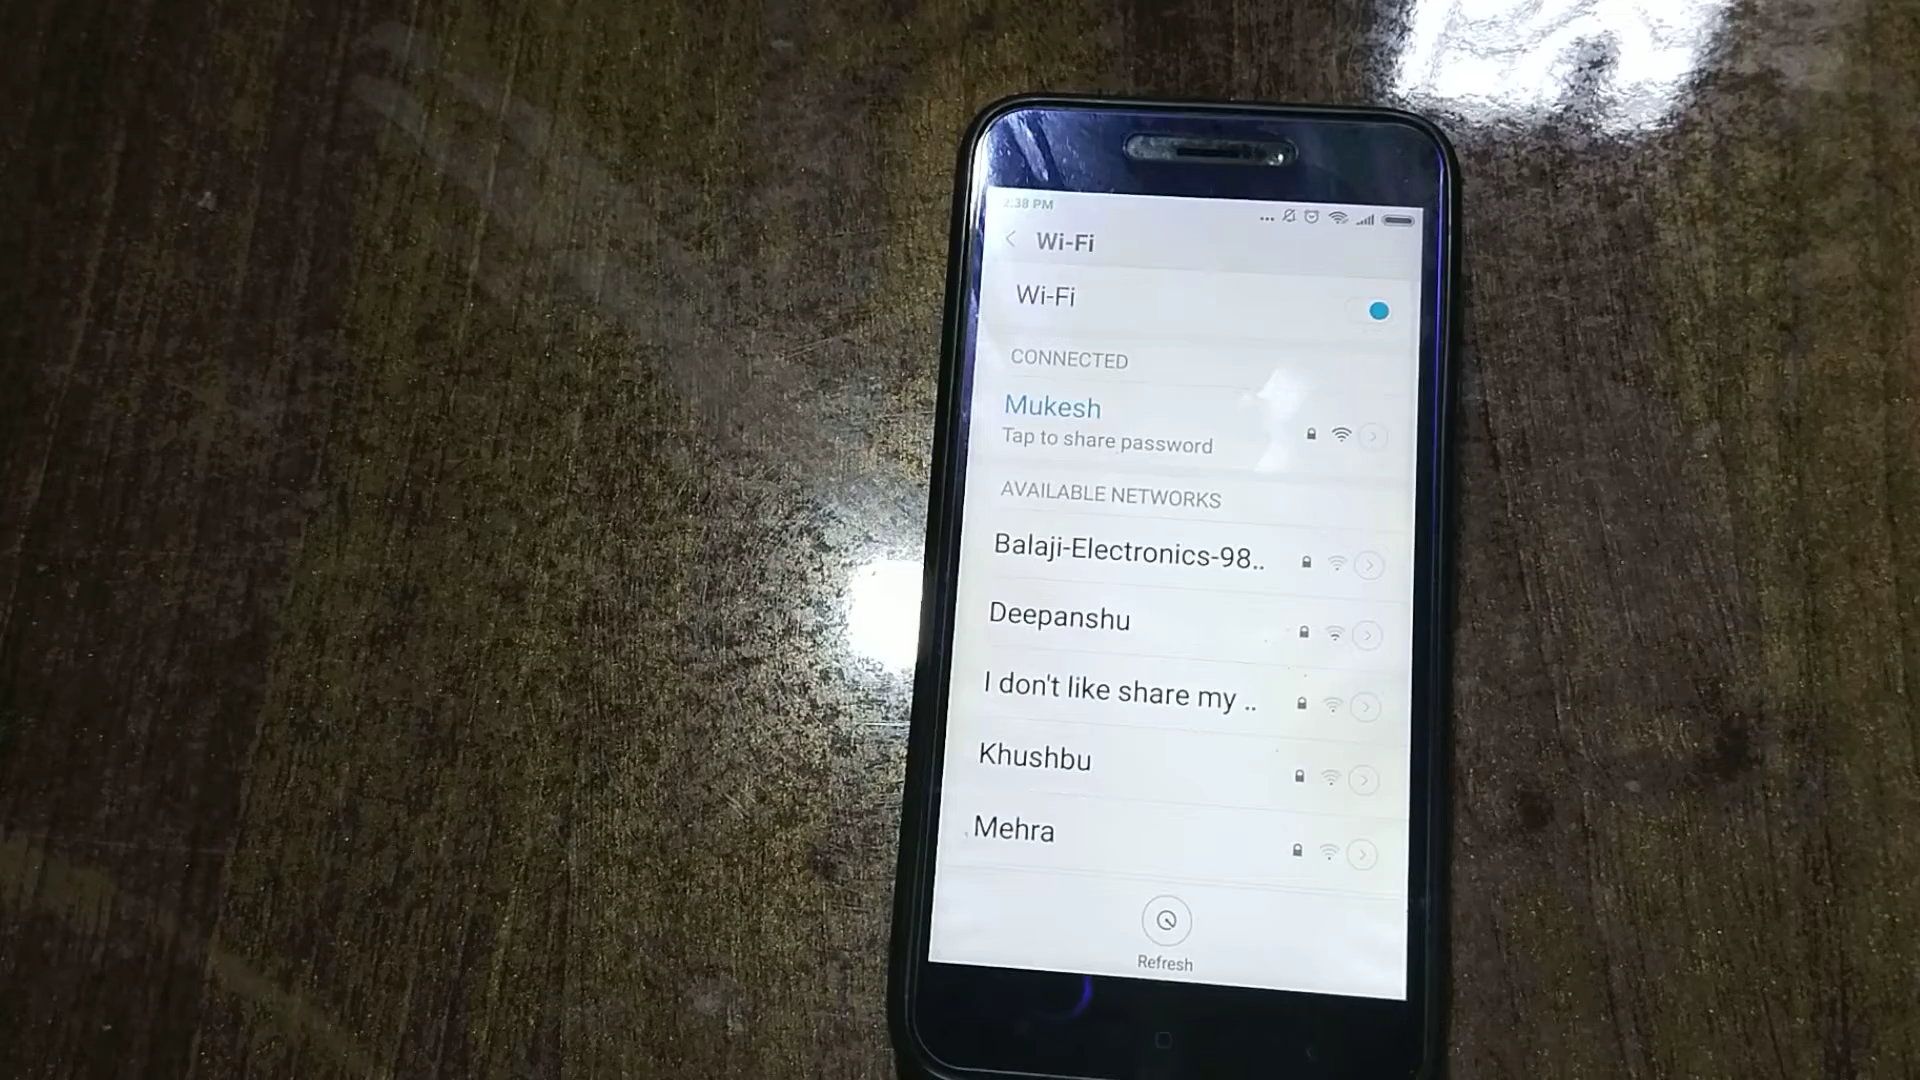 2:38 PM
Wi-Fi
Wi-Fi
CONNECTED
Mukesh
Tap to share password
AVAILABLE NETWORKS
Balaji-Electronics-98..
Deepanshu
I don't like share my ..
Khushbu
Mehra
Refresh